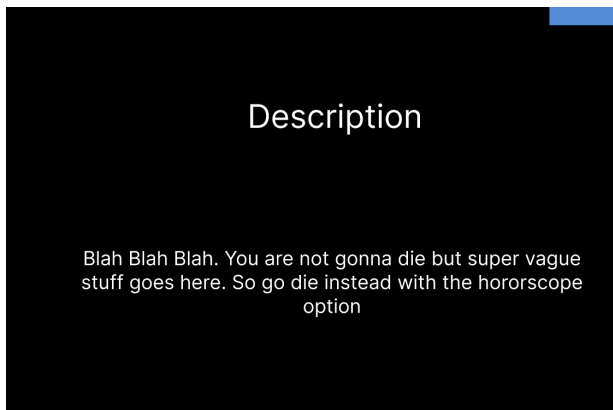 Description
Blah Blah Blah. You are not gonna die but super vague
stuff goes here. So go die instead with the hororscope
option